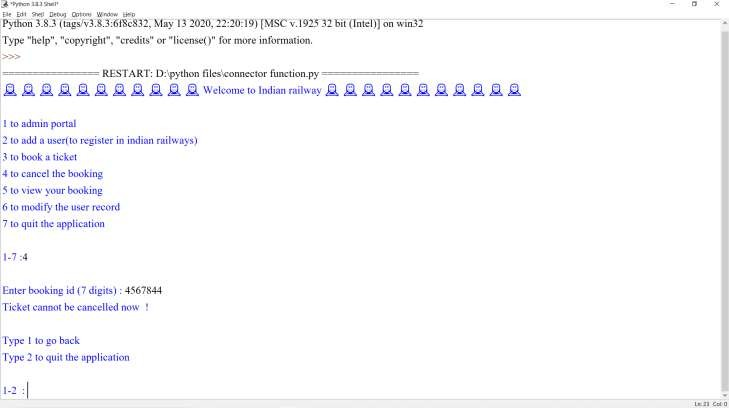 *Python 3.8.3 Shell*
File Edit Shell Debug Options Window Help
Python 3.8.3 (tags/v3.8.3:6f8c832, May 13 2020, 22:20:19) [MSC v.1925 32 bit (Intel)] on win32
Type "help", "copyright", "credits" or "license()" for more information.
>>>
================ RESTART: D:\python files\connector function.py ================
Welcome to Indian railway
1 to admin portal
2 to add a user(to register in indian railways)
3 to book a ticket
4 to cancel the booking
5 to view your booking
6 to modify the user record
7 to quit the application
1-7 :4
Enter booking id (7 digits) : 4567844
Ticket cannot be cancelled now  !
Type 1 to go back
Type 2 to quit the application
1-2  :
Ln: 23 Col: 0